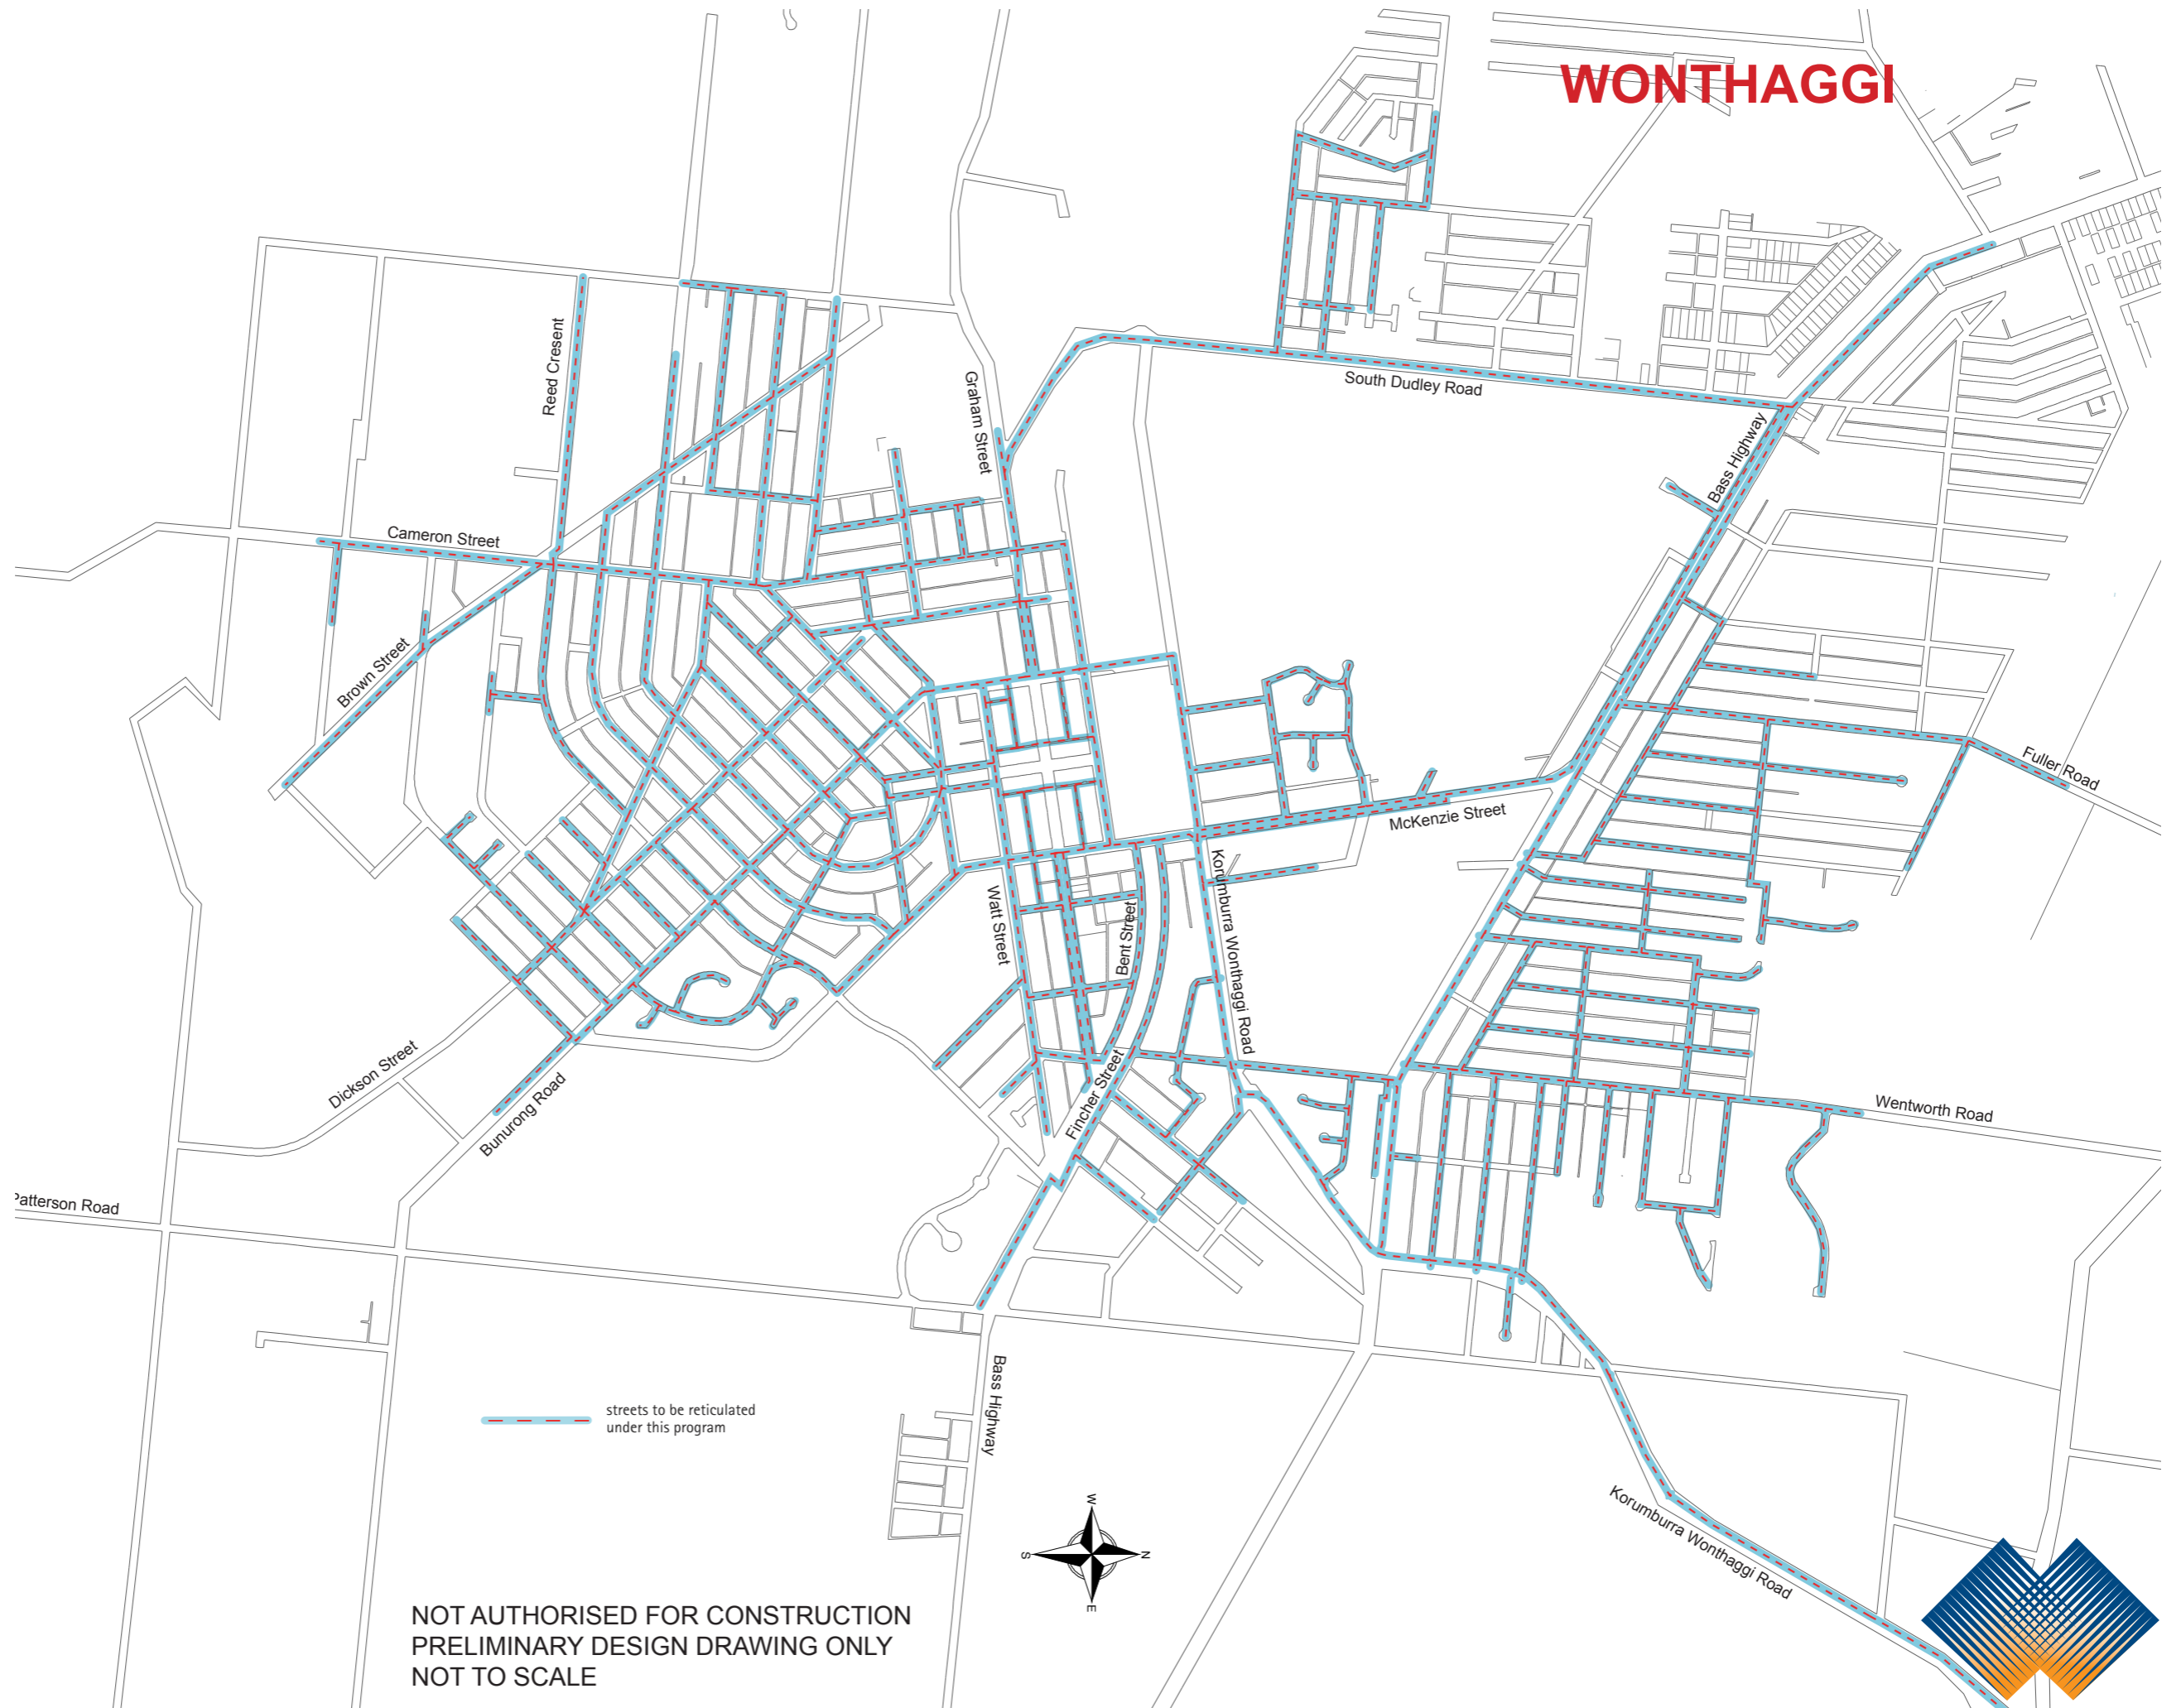 WONTHAGGI
Reed Cresent
Graham Street
South Dudley Road
Bass Highway
Cameron Street
Brown Street
Fuller Road
McKenzie Street
Korumburra Wonthaggi Road
Watt Street
Bent Street
Fincher Street
Dickson Street
Bunurong Road
Wentworth Road
Patterson Road
Bass Highway
streets to be reticulated
under this program
Korumburra Wonthaggi Road
W
S
N
E
NOT AUTHORISED FOR CONSTRUCTION
PRELIMINARY DESIGN DRAWING ONLY
NOT TO SCALE